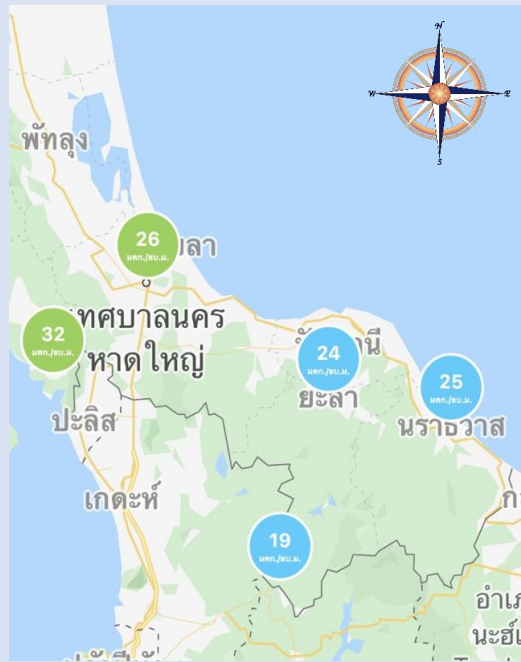 N
W
E
S
พัทลุง
26
มคก./ลบ.ม.
ลา
32
มคก./ลบ.ม.
เทศบาลนคร
หาดใหญ่
24
มคก./ลบ.ม.
นี
25
มคก./ลบ.ม.
ยะลา
นราธิวาส
ปะลิส
เกดะห์
19
มคก./ลบ.ม.